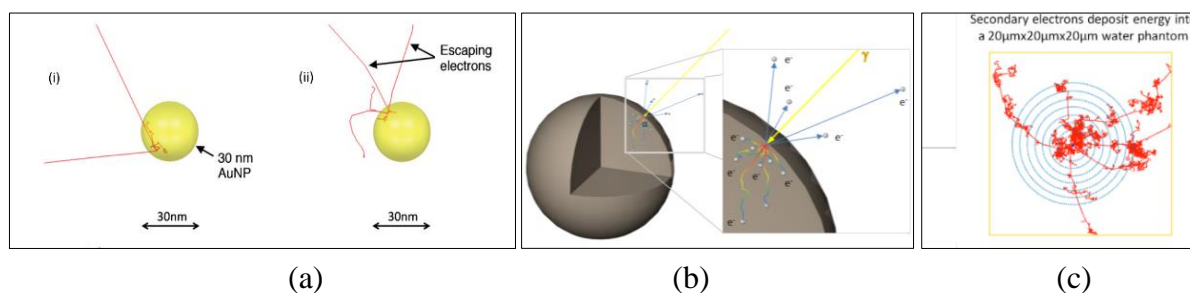 (i)
(ii)
Escaping
electrons
30 nm
AuNP
30nm
30nm
e⁻
e⁻
γ
e⁻
e⁻
e⁻
e⁻
e⁻
e⁻
e⁻
e⁻
e⁻
Secondary electrons deposit energy int
a 20μmx20μmx20μm water phantom
(a)
(b)
(c)